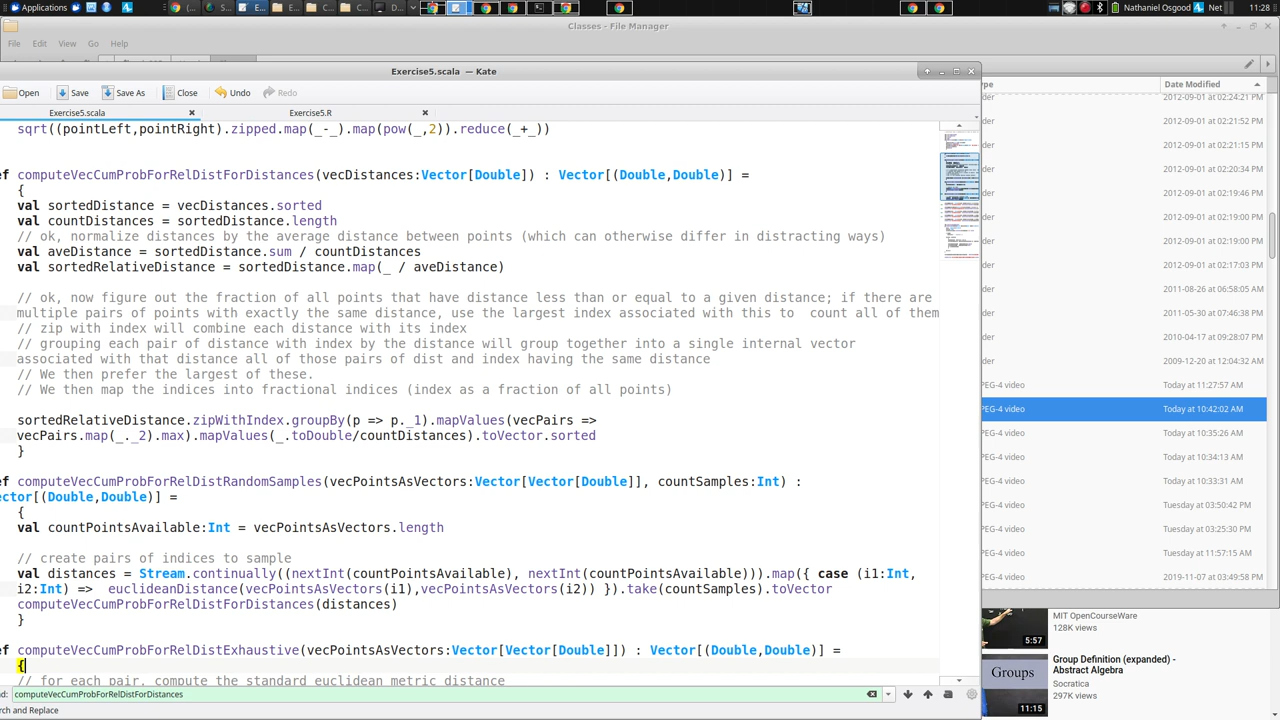 Applications
S...
E...
C...
D...
Nathaniel Osgood
Net
11:28
Classes - File Manager
File Edit View Go Help
Exercise5.scala — Kate
Open Save Save As Close Undo Redo
Exercise5.scala
Exercise5.R
sqrt((pointLeft,pointRight).zipped.map(_-_).map(pow(_,2)).reduce(_+_))
ef computeVecCumProbForRelDistForDistances(vecDistances:Vector[Double]) : Vector[(Double,Double)] =
{
val sortedDistance = vecDistances.sorted
val countDistances = sortedDistance.length
// ok, normalize distances by the average distance between points (which can otherwise differ in distracting ways)
val aveDistance = sortedDistance.sum / countDistances
val sortedRelativeDistance = sortedDistance.map(_ / aveDistance)
// ok, now figure out the fraction of all points that have distance less than or equal to a given distance; if there are
multiple pairs of points with exactly the same distance, use the largest index associated with this to  count all of them
// zip with index will combine each distance with its index
// grouping each pair of distance with index by the distance will group together into a single internal vector
associated with that distance all of those pairs of dist and index having the same distance
// We then prefer the largest of these.
// We then map the indices into fractional indices (index as a fraction of all points)
sortedRelativeDistance.zipWithIndex.groupBy(p => p._1).mapValues(vecPairs =>
vecPairs.map(_._2).max).mapValues(_.toDouble/countDistances).toVector.sorted
}
ef computeVecCumProbForRelDistRandomSamples(vecPointsAsVectors:Vector[Vector[Double]], countSamples:Int) :
ector[(Double,Double)] =
{
val countPointsAvailable:Int = vecPointsAsVectors.length
// create pairs of indices to sample
val distances = Stream.continually((nextInt(countPointsAvailable), nextInt(countPointsAvailable))).map({ case (i1:Int,
i2:Int) =>  euclideanDistance(vecPointsAsVectors(i1),vecPointsAsVectors(i2)) }).take(countSamples).toVector
computeVecCumProbForRelDistForDistances(distances)
}
ef computeVecCumProbForRelDistExhaustive(vecPointsAsVectors:Vector[Vector[Double]]) : Vector[(Double,Double)] =
{
// for each pair, compute the standard euclidean metric distance
nd: computeVecCumProbForRelDistForDistances
rch and Replace
ype Date Modified
lder 2012-09-01 at 02:24:21 PM
lder 2012-09-01 at 02:21:52 PM
lder 2012-09-01 at 02:21:15 PM
lder 2012-09-01 at 02:20:34 PM
lder 2012-09-01 at 02:19:46 PM
lder 2012-09-01 at 02:19:00 PM
lder 2012-09-01 at 02:19:00 PM
lder 2012-09-01 at 02:17:03 PM
lder 2011-08-26 at 06:58:05 AM
lder 2011-05-30 at 07:46:38 PM
lder 2010-04-17 at 09:28:07 PM
lder 2009-12-20 at 12:04:32 AM
PEG-4 video Today at 11:27:57 AM
PEG-4 video Today at 10:42:02 AM
PEG-4 video Today at 10:35:26 AM
PEG-4 video Today at 10:34:13 AM
PEG-4 video Today at 10:33:31 AM
PEG-4 video Tuesday at 03:50:42 PM
PEG-4 video Tuesday at 03:25:30 PM
PEG-4 video Tuesday at 11:57:15 AM
PEG-4 video 2019-11-07 at 03:49:58 PM
MIT OpenCourseWare
128K views
5:57
Groups
11:15
Group Definition (expanded) -
Abstract Algebra
Socratica
297K views